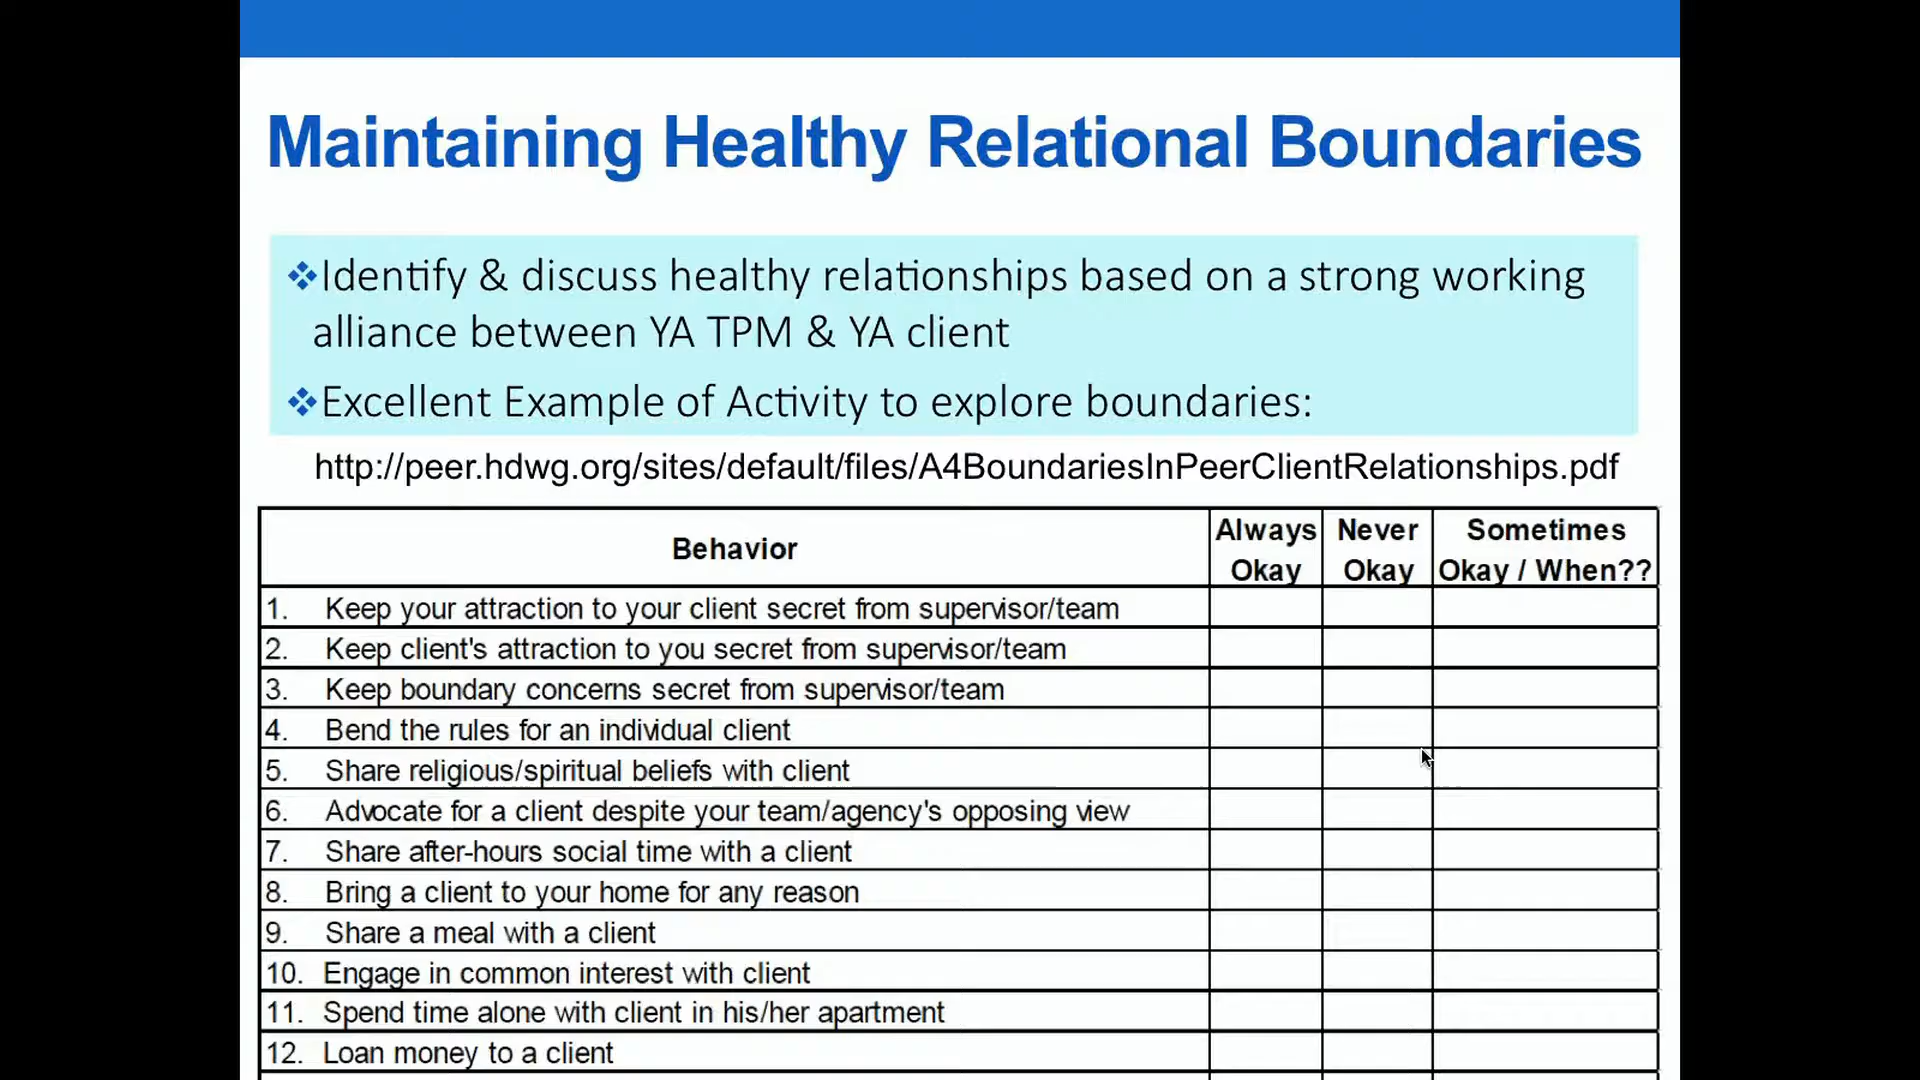 Maintaining Healthy Relational Boundaries
❖Identify & discuss healthy relationships based on a strong working
alliance between YA TPM & YA client
❖Excellent Example of Activity to explore boundaries:
http://peer.hdwg.org/sites/default/files/A4BoundariesInPeerClientRelationships.pdf
Behavior Always Okay Never Okay Sometimes Okay / When??
1. Keep your attraction to your client secret from supervisor/team
2. Keep client's attraction to you secret from supervisor/team
3. Keep boundary concerns secret from supervisor/team
4. Bend the rules for an individual client
5. Share religious/spiritual beliefs with client
6. Advocate for a client despite your team/agency's opposing view
7. Share after-hours social time with a client
8. Bring a client to your home for any reason
9. Share a meal with a client
10. Engage in common interest with client
11. Spend time alone with client in his/her apartment
12. Loan money to a client